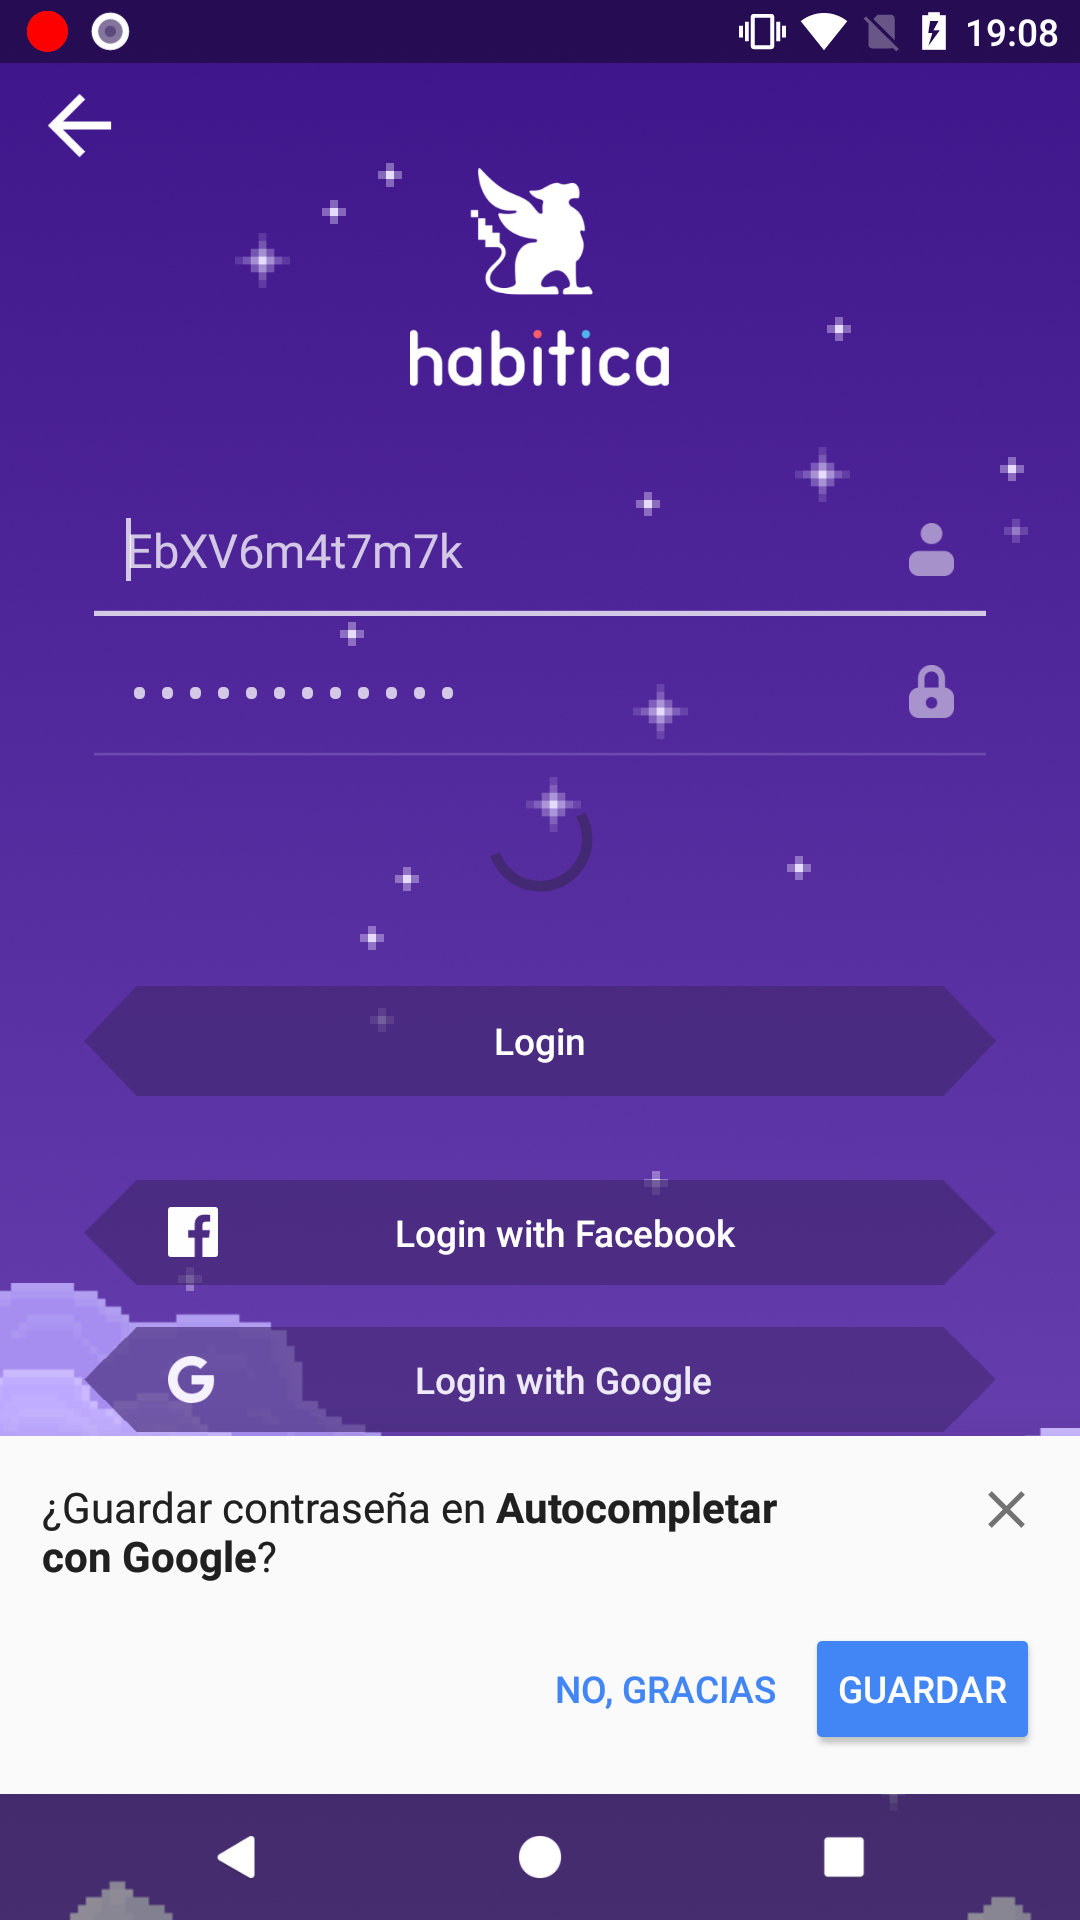 19:08
habitica
EbXV6m4t7m7k
Login
Login with Facebook
Login with Google
¿Guardar contraseña en Autocompletar
con Google?
NO, GRACIAS
GUARDAR